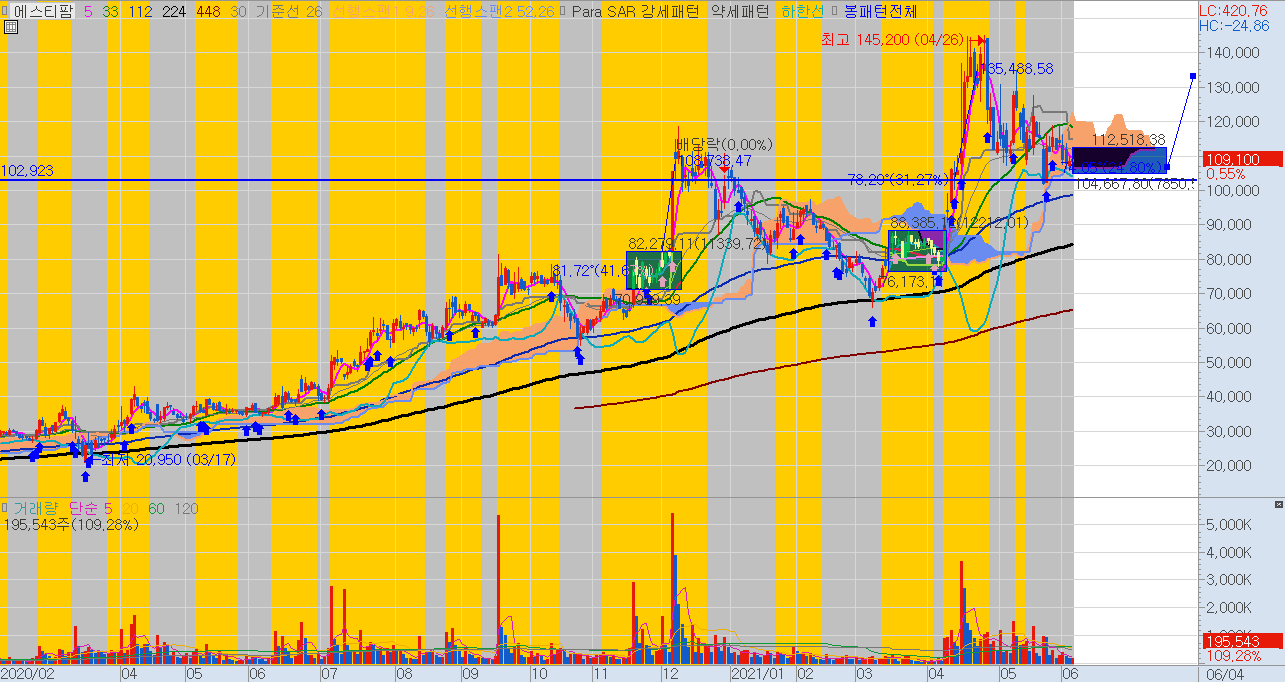 에스티팜 5 33 112 224 448 30 기준선 26 선행스팬1 9,26 선행스팬2 52,26 Para SAR 강세패턴 약세패턴 하한선 봉패턴전체
LC:420.76
HC:-24.86
최고 145,200 (04/26)
140,000
135,488.58
130,000
120,000
배당락(0.00%)
112,518.38
108,738.47
109,100
0.55%
102,923
78.20°(31.27%)
(24.80%)
104,667.80(7850.
100,000
90,000
88,385.12(12212.01)
82,279.11(11339.72)
80,000
81.72°(41.6
76,173.1
70,000
60,000
50,000
40,000
30,000
최저 20,950 (03/17)
20,000
거래량 단순 5 20 60 120
195,543주(109.28%)
5,000K
4,000K
3,000K
2,000K
195,543
109.28%
2020/02 04 05 06 07 08 09 10 11 12 2021/01 02 03 04 05 06 06/04